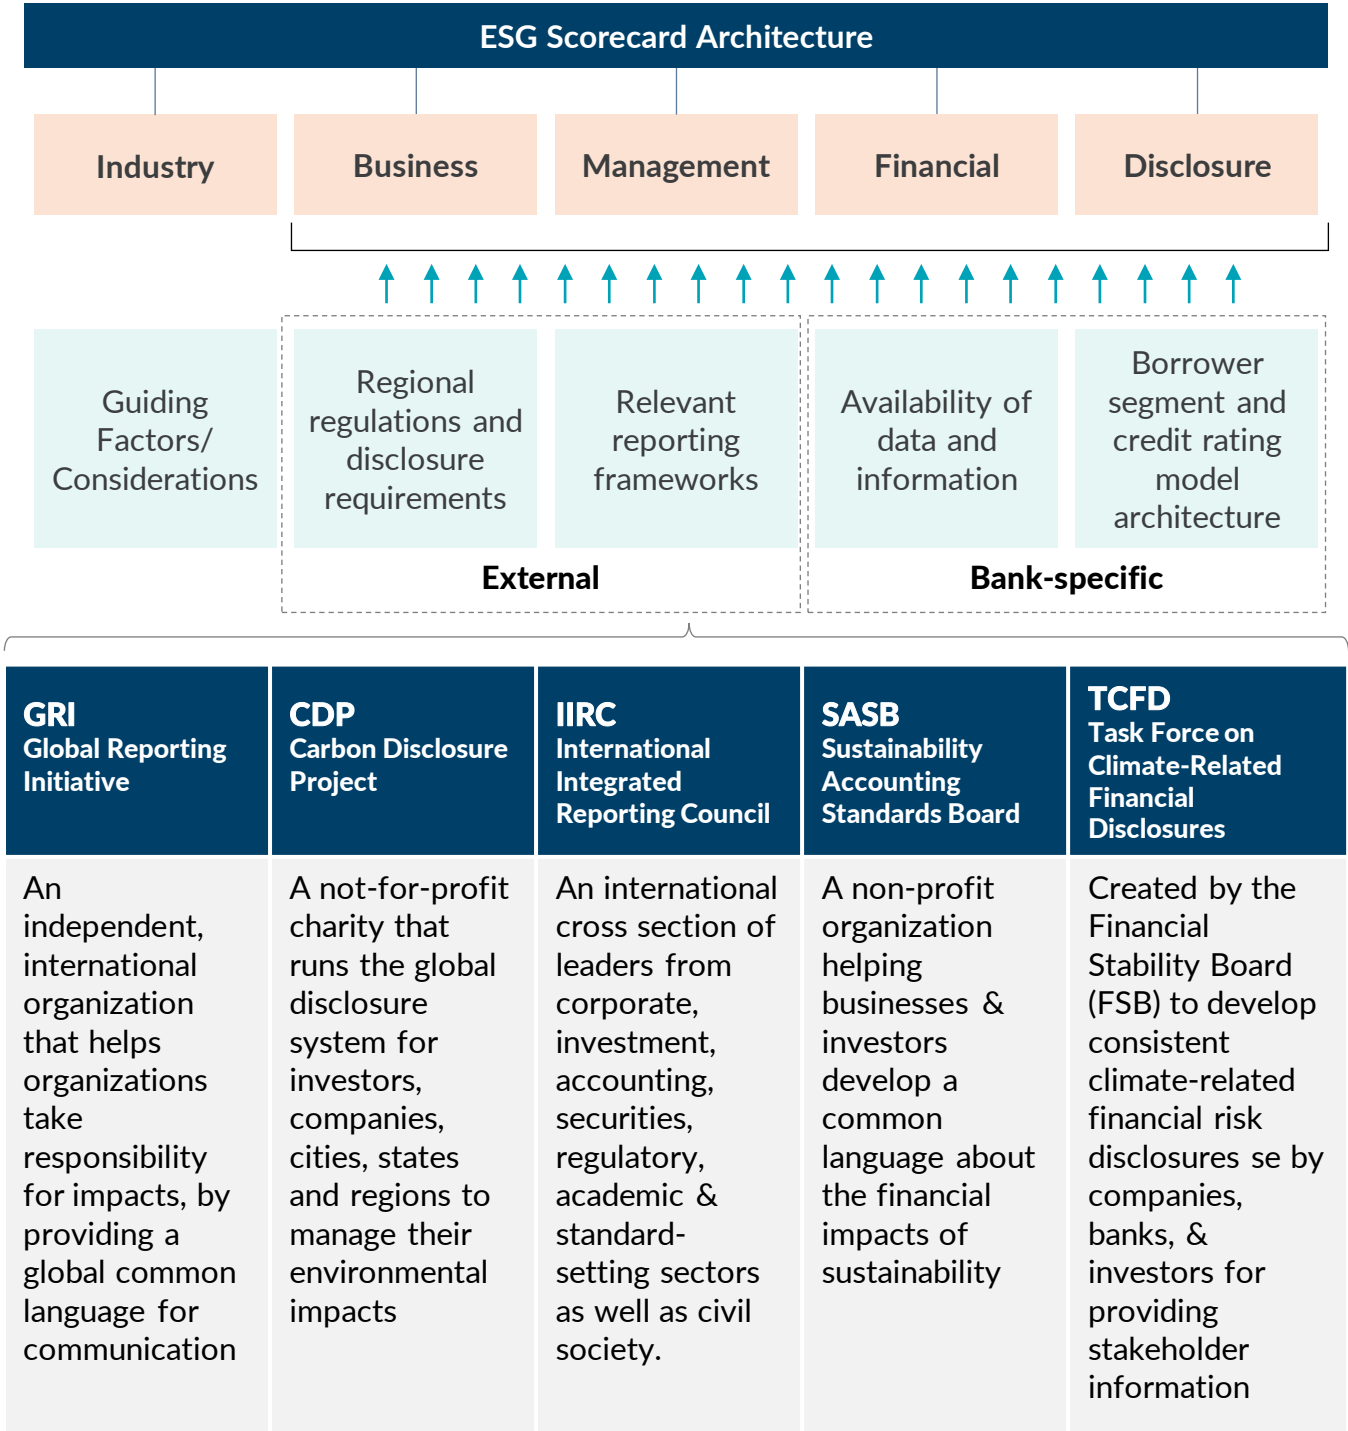 ESG Scorecard Architecture
Industry
Business
Management
Financial
Disclosure
Guiding
Factors/
Considerations
Regional
regulations and
disclosure
requirements
Relevant
reporting
frameworks
Availability of
data and
information
Borrower
segment and
credit rating
model
architecture
External
Bank-specific
GRI
Global Reporting
Initiative
CDP
Carbon Disclosure
Project
IIRC
International
Integrated
Reporting Council
SASB
Sustainability
Accounting
Standards Board
TCFD
Task Force on
Climate-Related
Financial
Disclosures
An
independent,
international
organization
that helps
organizations
take
responsibility
for impacts, by
providing a
global common
language for
communication
A not-for-profit
charity that
runs the global
disclosure
system for
investors,
companies,
cities, states
and regions to
manage their
environmental
impacts
An international
cross section of
leaders from
corporate,
investment,
accounting,
securities,
regulatory,
academic &
standard-
setting sectors
as well as civil
society.
A non-profit
organization
helping
businesses &
investors
develop a
common
language about
the financial
impacts of
sustainability
Created by the
Financial
Stability Board
(FSB) to develop
consistent
climate-related
financial risk
disclosures se by
companies,
banks, &
investors for
providing
stakeholder
information